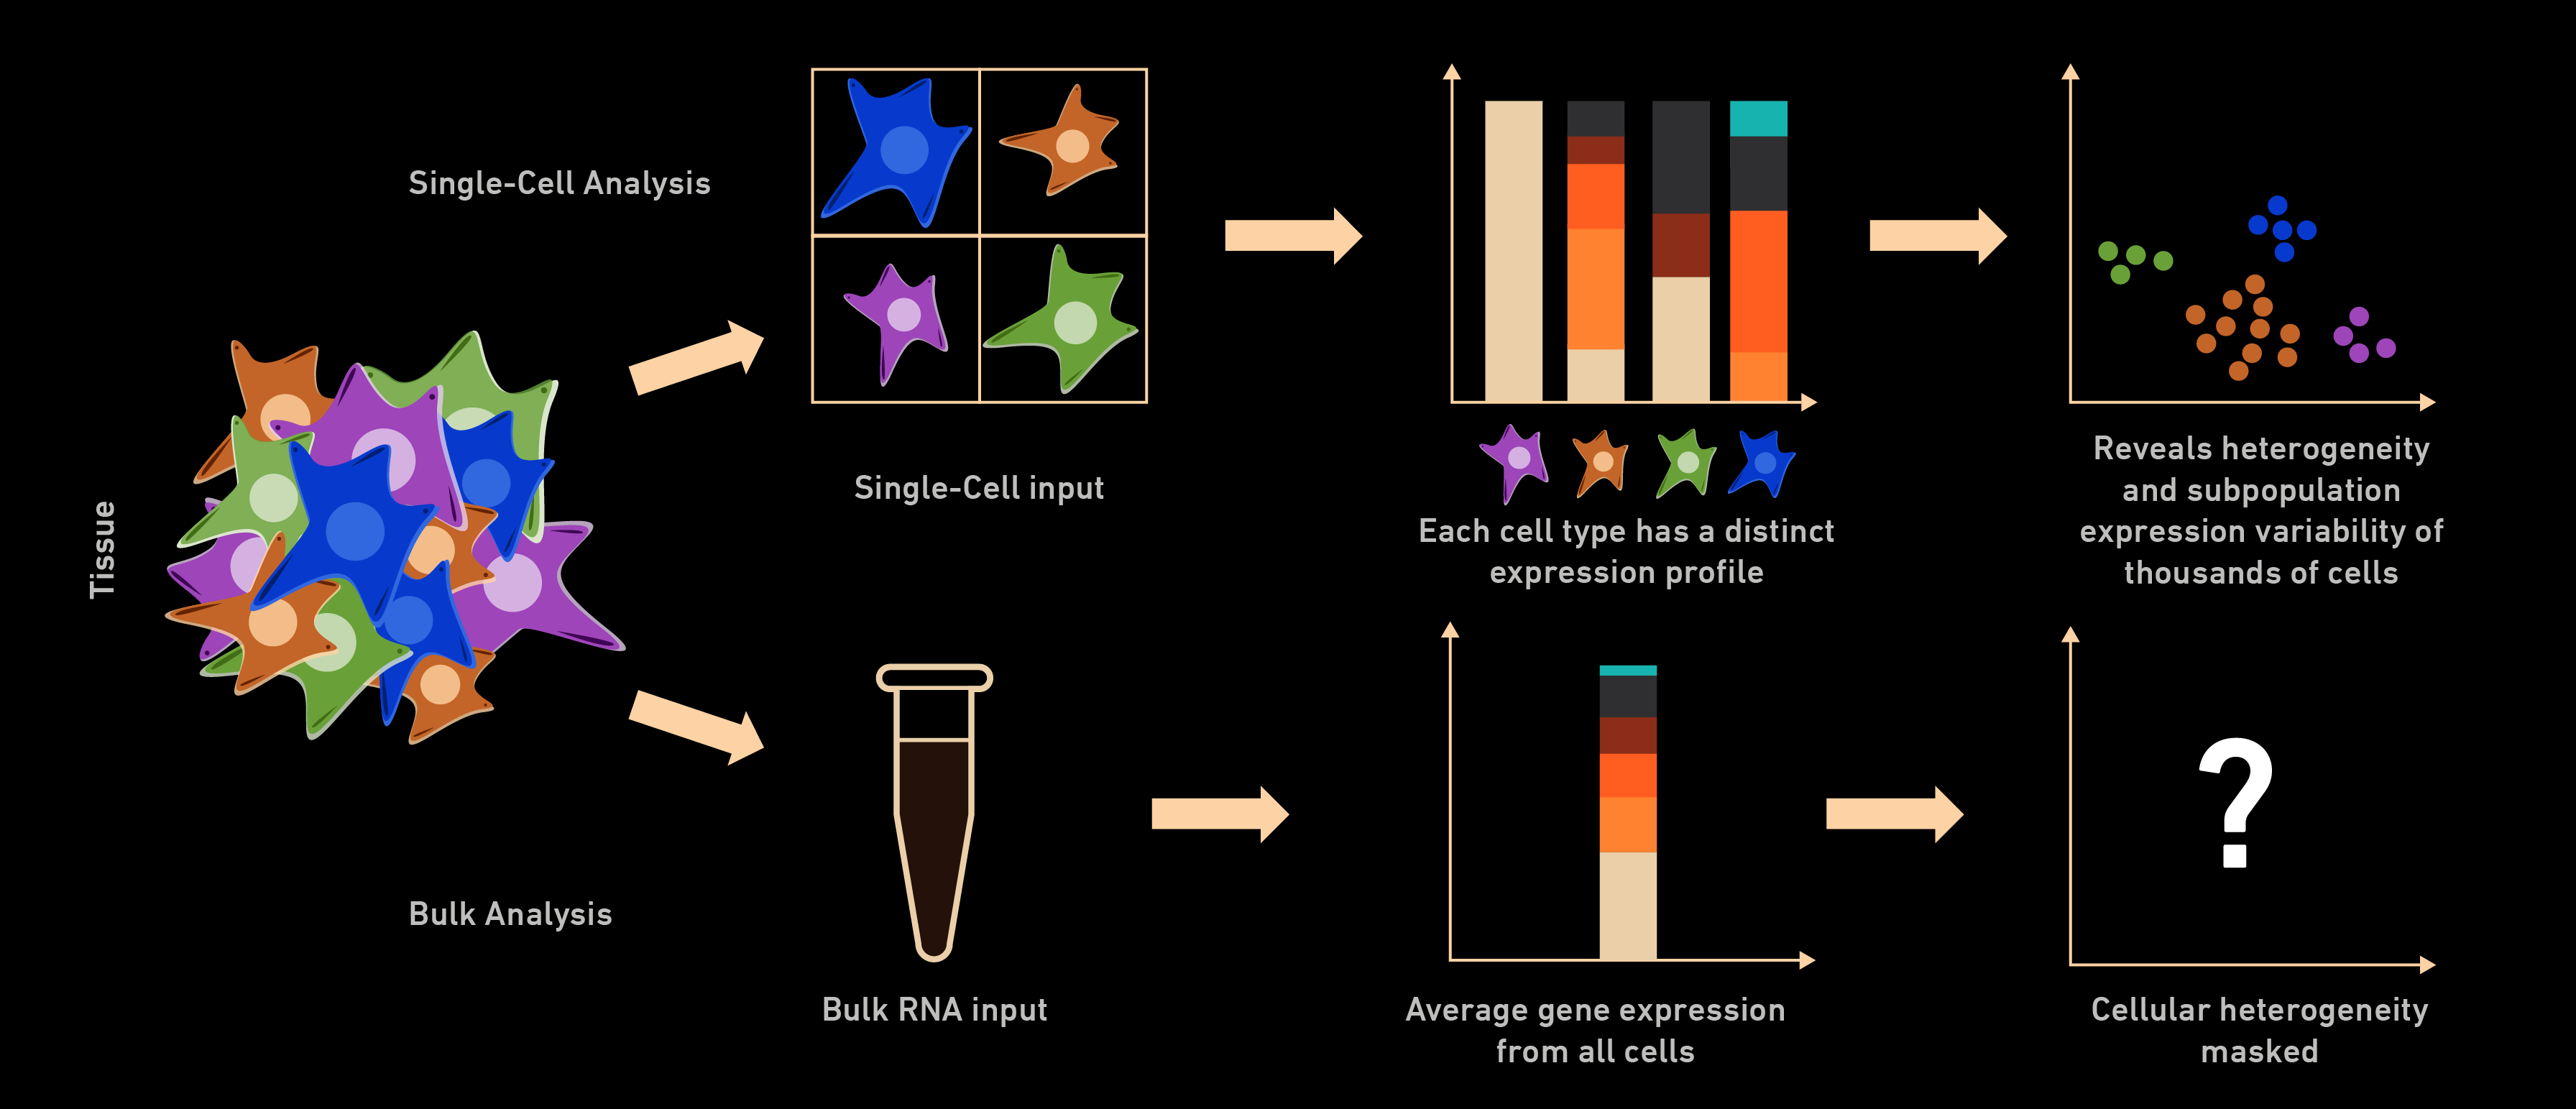 Single-Cell Analysis
Single-Cell input
Each cell type has a distinct
expression profile
Reveals heterogeneity
and subpopulation
expression variability of
thousands of cells
Tissue
Bulk Analysis
Bulk RNA input
Average gene expression
from all cells
?
Cellular heterogeneity
masked